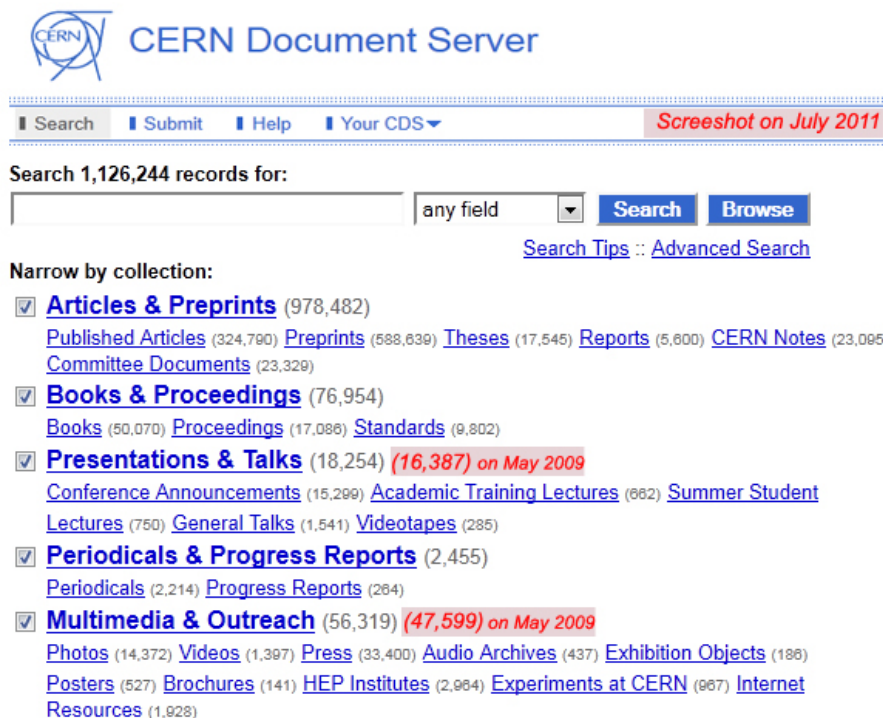 CERN
CERN Document Server
Search Submit Help Your CDS Screeshot on July 2011
Search 1,126,244 records for:
any field Search Browse
Search Tips :: Advanced Search
Narrow by collection:
Articles & Preprints (978,482)
Published Articles (324,790) Preprints (588,639) Theses (17,545) Reports (5,600) CERN Notes (23,095
Committee Documents (23,329)
Books & Proceedings (76,954)
Books (50,070) Proceedings (17,086) Standards (9,802)
Presentations & Talks (18,254) (16,387) on May 2009
Conference Announcements (15,299) Academic Training Lectures (662) Summer Student
Lectures (750) General Talks (1,541) Videotapes (285)
Periodicals & Progress Reports (2,455)
Periodicals (2,214) Progress Reports (264)
Multimedia & Outreach (56,319) (47,599) on May 2009
Photos (14,372) Videos (1,397) Press (33,400) Audio Archives (437) Exhibition Objects (186)
Posters (527) Brochures (141) HEP Institutes (2,964) Experiments at CERN (967) Internet
Resources (1,928)